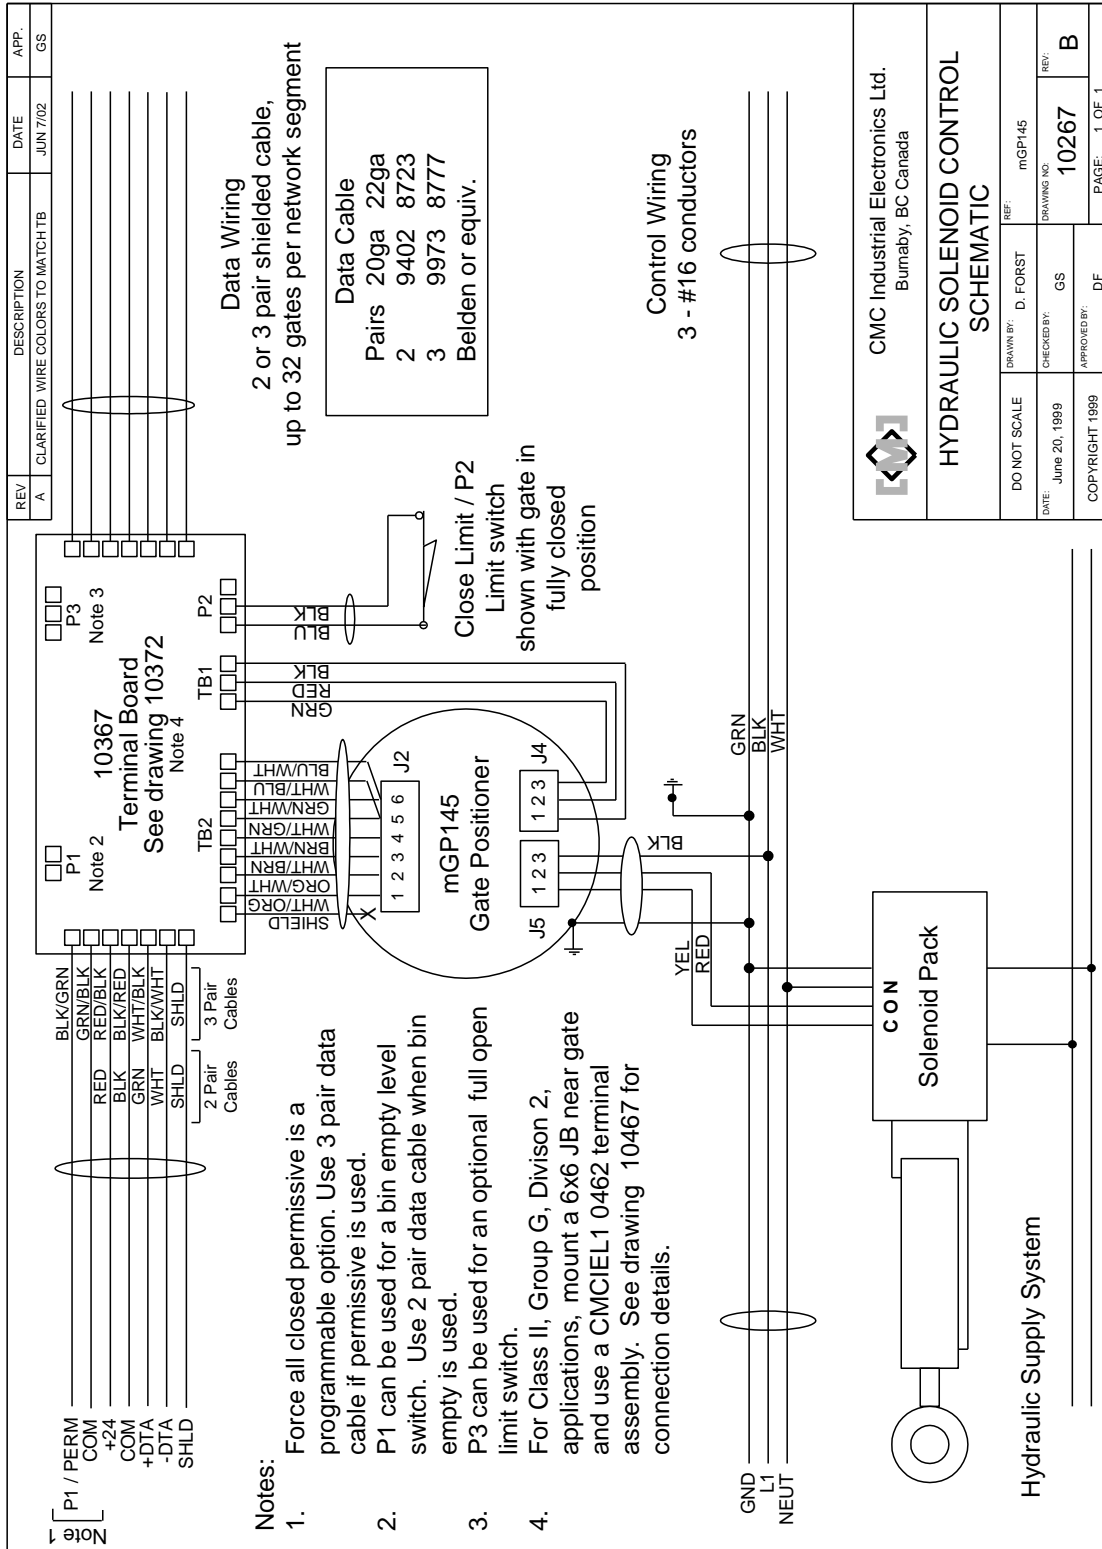 REV DESCRIPTION DATE APP.
A CLARIFIED WIRE COLORS TO MATCH TB JUN 7/02 GS
Note 1
P1 / PERM
COM
+24
COM
+DTA
-DTA
SHLD
BLK/GRN
GRN/BLK
RED RED/BLK
BLK BLK/RED
GRN WHT/BLK
WHT BLK/WHT
SHLD SHLD
2 Pair
Cables
3 Pair
Cables
P1
Note 2
P3
Note 3
10367
Terminal Board
See drawing 10372
Note 4
TB2
TB1
P2
SHIELD
WHT/ORG
ORG/WHT
WHT/BRN
BRN/WHT
WHT/GRN
GRN/WHT
WHT/BLU
BLU/WHT
GRN
RED
BLK
BLU
BLK
Data Wiring
2 or 3 pair shielded cable,
up to 32 gates per network segment
Data Cable
Pairs 20ga 22ga
2 9402 8723
3 9973 8777
Belden or equiv.
Close Limit / P2
Limit switch
shown with gate in
fully closed
position
J2
1 2 3 4 5 6
mGP145
Gate Positioner
J5
1 2 3
J4
1 2 3
Notes:
1. Force all closed permissive is a
programmable option. Use 3 pair data
cable if permissive is used.
2. P1 can be used for a bin empty level
switch. Use 2 pair data cable when bin
empty is used.
3. P3 can be used for an optional full open
limit switch.
4. For Class II, Group G, Divison 2,
applications, mount a 6x6 JB near gate
and use a CMCIEL1 0462 terminal
assembly. See drawing 10467 for
connection details.
YEL
RED
BLK
GRN
BLK
WHT
Control Wiring
3 - #16 conductors
GND
L1
NEUT
CON
Solenoid Pack
Hydraulic Supply System
CMC
CMC Industrial Electronics Ltd.
Burnaby, BC Canada
HYDRAULIC SOLENOID CONTROL
SCHEMATIC
DO NOT SCALE
DRAWN BY: D. FORST
REF: mGP145
DATE: June 20, 1999
CHECKED BY: GS
DRAWING NO: 10267
REV: B
COPYRIGHT 1999
APPROVED BY: DF
PAGE: 1 OF 1